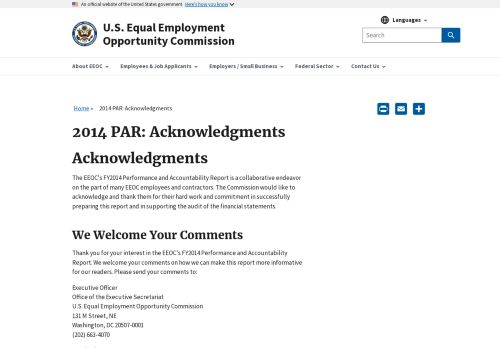 An official website of the United States government Here's how you know
U.S. Equal Employment
Opportunity Commission
Languages
Search
About EEOC
Employees & Job Applicants
Employers / Small Business
Federal Sector
Contact Us
Home » 2014 PAR: Acknowledgments
2014 PAR: Acknowledgments
Acknowledgments
The EEOC's FY2014 Performance and Accountability Report is a collaborative endeavor
on the part of many EEOC employees and contractors. The Commission would like to
acknowledge and thank them for their hard work and commitment in successfully
preparing this report and in supporting the audit of the financial statements.
We Welcome Your Comments
Thank you for your interest in the EEOC's FY2014 Performance and Accountability
Report. We welcome your comments on how we can make this report more informative
for our readers. Please send your comments to:
Executive Officer
Office of the Executive Secretariat
U.S. Equal Employment Opportunity Commission
131 M Street, NE
Washington, DC 20507-0001
(202) 663-4070